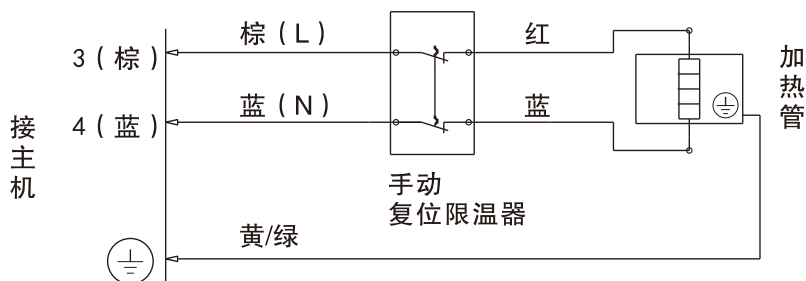 棕(L)
红
3(棕)
加热管
蓝(N)
蓝
4(蓝)
接主机
手动
复位限温器
黄/绿